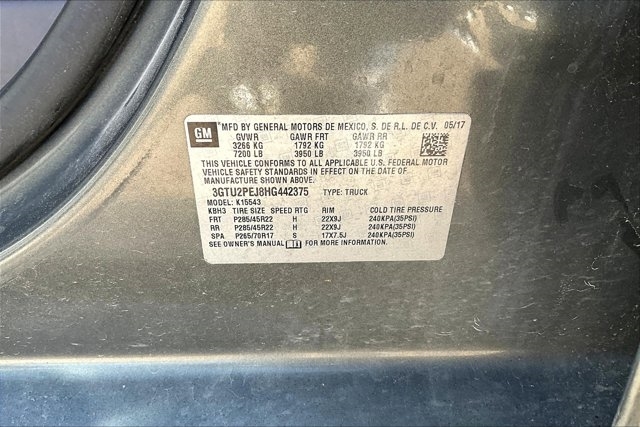 GM
MFD BY GENERAL MOTORS DE MEXICO, S. DE R.L. DE C.V. 05/17
GVWR GAWR FRT GAWR RR
3266 KG 1792 KG 1792 KG
7200 LB 3950 LB 3950 LB
THIS VEHICLE CONFORMS TO ALL APPLICABLE U.S. FEDERAL MOTOR
VEHICLE SAFETY STANDARDS IN EFFECT ON THE DATE OF
MANUFACTURE SHOWN ABOVE.
3GTU2PEJ8HG442375 TYPE: TRUCK
MODEL: K15543
KBH3 TIRE SIZE SPEED RTG RIM COLD TIRE PRESSURE
FRT P285/45R22 H 22X9J 240KPA(35PSI)
RR P285/45R22 H 22X9J 240KPA(35PSI)
SPA P265/70R17 S 17X7.5J 240KPA(35PSI)
SEE OWNER'S MANUAL FOR MORE INFORMATION.